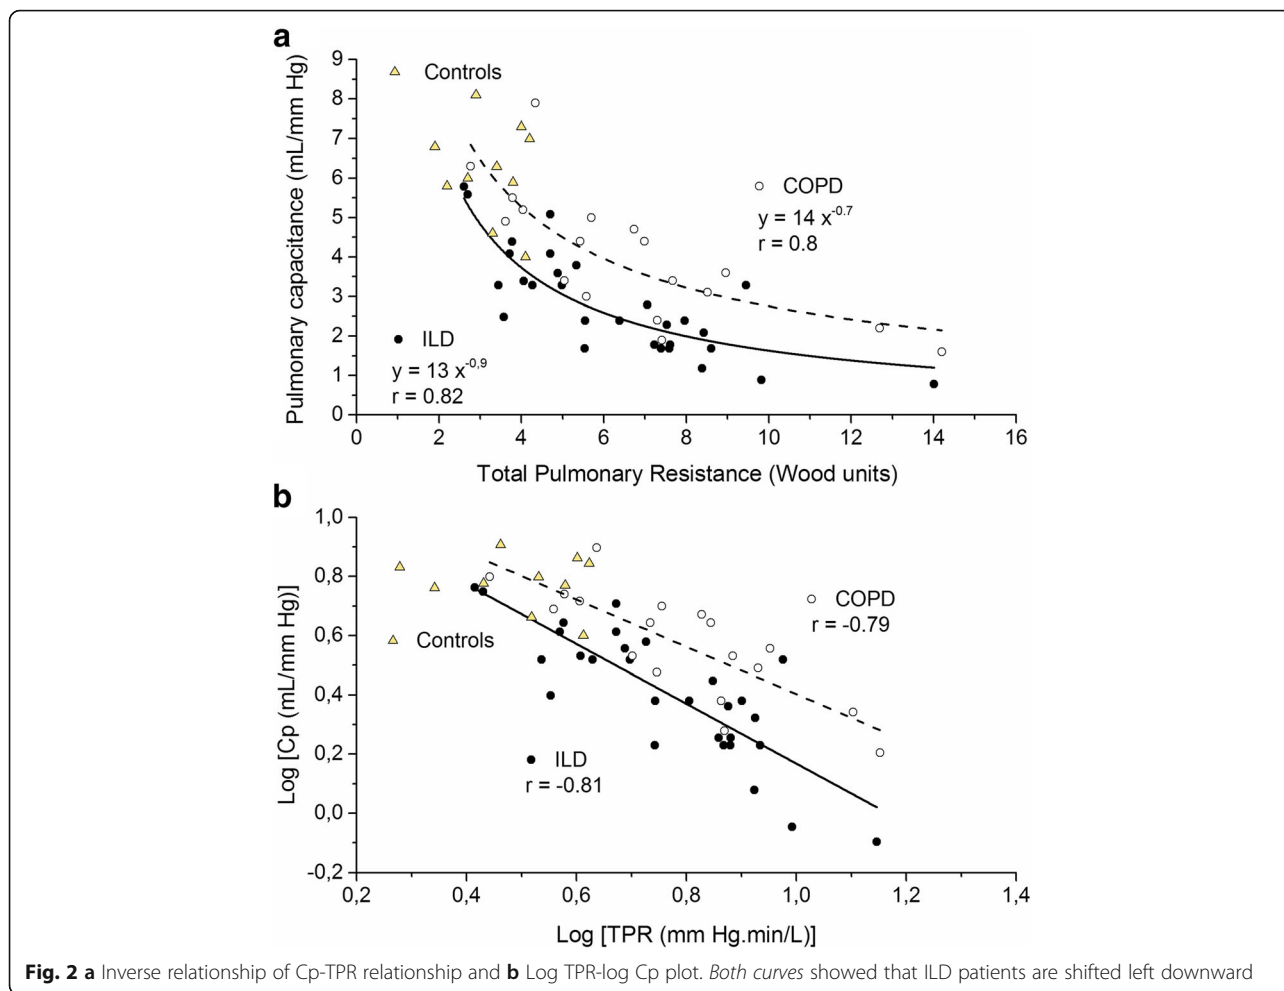 a
9
8
7
6
5
4
3
2
1
0
Pulmonary capacitance (mL/mm Hg)
Controls
COPD
y = 14 x^-0.7
r = 0.8
ILD
y = 13 x^-0,9
r = 0.82
0 2 4 6 8 10 12 14 16
Total Pulmonary Resistance (Wood units)
b
1,0
0,8
0,6
0,4
0,2
0,0
-0,2
Log [Cp (mL/mm Hg)]
COPD
r = -0.79
Controls
ILD
r = -0.81
0,2 0,4 0,6 0,8 1,0 1,2 1,4
Log [TPR (mm Hg.min/L)]
Fig. 2 a Inverse relationship of Cp-TPR relationship and b Log TPR-log Cp plot. Both curves showed that ILD patients are shifted left downward